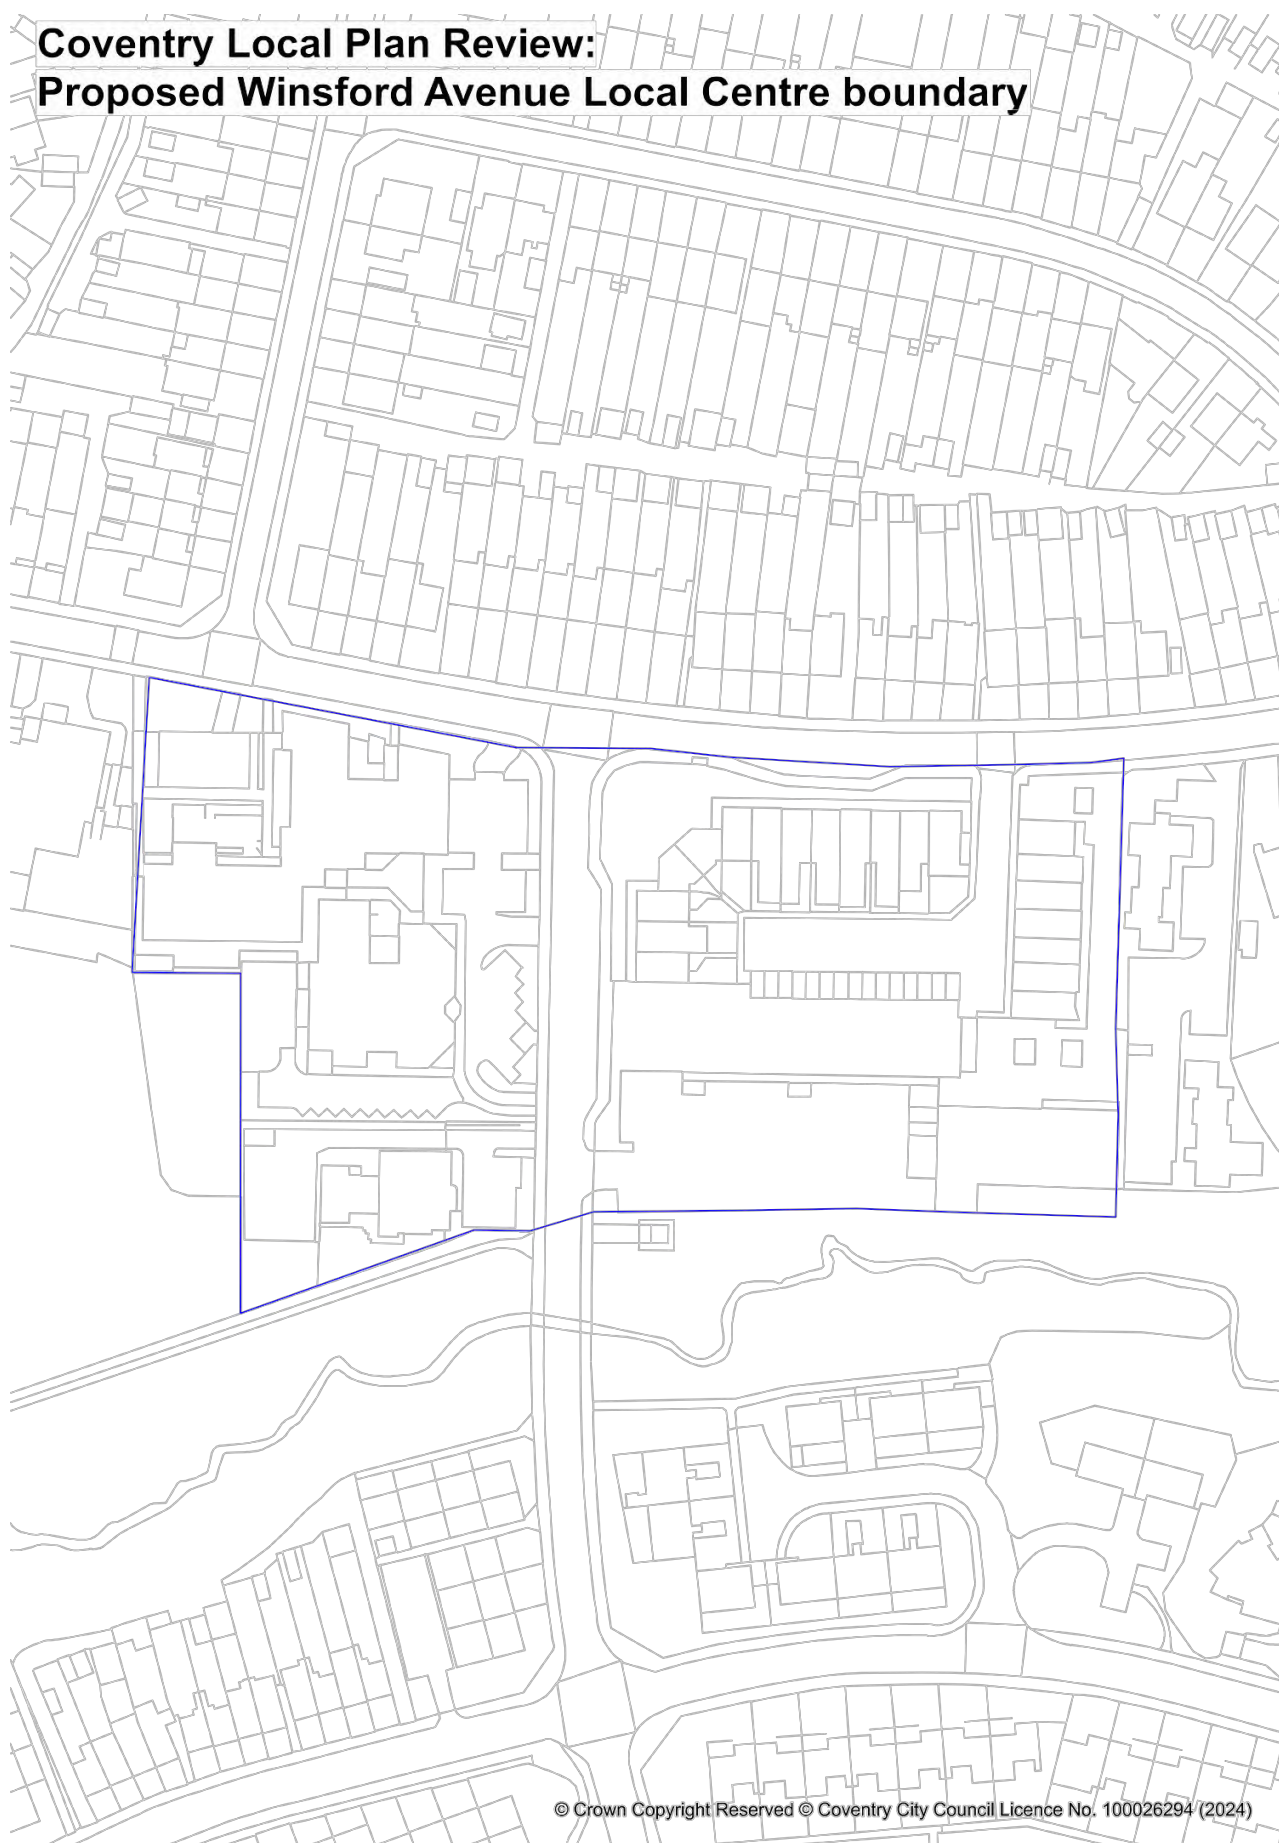 Coventry Local Plan Review:
Proposed Winsford Avenue Local Centre boundary
© Crown Copyright Reserved © Coventry City Council Licence No. 100026294 (2024)